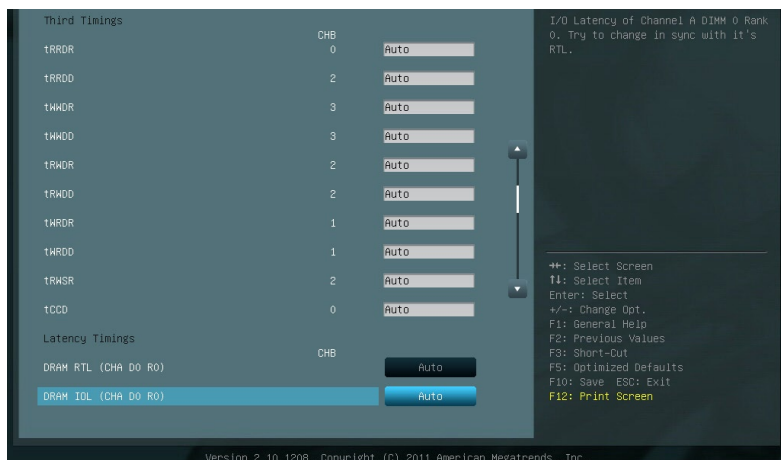 Third Timings
CHB
tRRDR 0 Auto
tRRDD 2 Auto
tWWDR 3 Auto
tWWDD 3 Auto
tRWDR 2 Auto
tRWDD 2 Auto
tWRDR 1 Auto
tWRDD 1 Auto
tRWSR 2 Auto
tCCD 0 Auto
Latency Timings
CHB
DRAM RTL (CHA D0 R0) Auto
DRAM IOL (CHA D0 R0) Auto
I/O Latency of Channel A DIMM 0 Rank
0. Try to change in sync with it's
RTL.
→←: Select Screen
↑↓: Select Item
Enter: Select
+/-: Change Opt.
F1: General Help
F2: Previous Values
F3: Short-Cut
F5: Optimized Defaults
F10: Save ESC: Exit
F12: Print Screen
Version 2.10.1208. Copyright (C) 2011 American Megatrends, Inc.